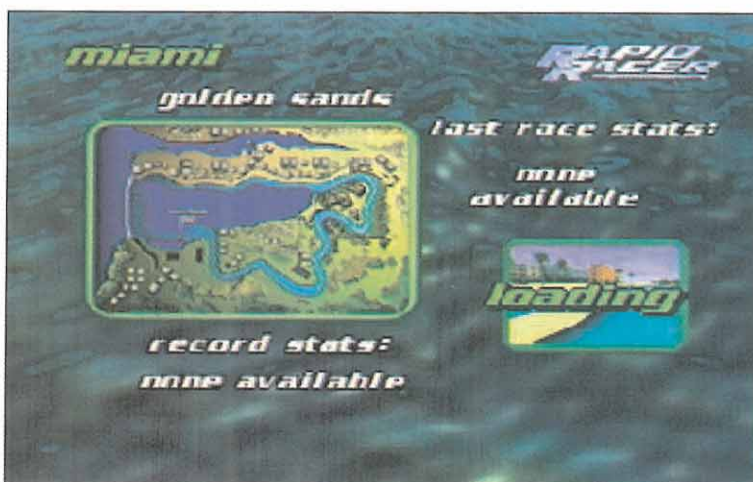 miami
golden sands
record stats:
none available
RAPID
RACER
last race stats:
none
available
loading